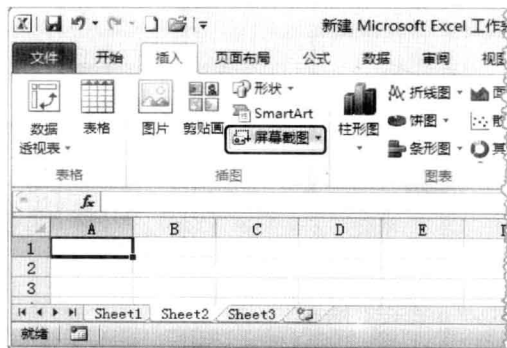 新建 Microsoft Excel 工作
文件 开始 插入 页面布局 公式 数据 审阅 视图
数据透视表 表格 图片 剪贴画 形状 SmartArt 屏幕截图 柱形图 折线图 饼图 条形图 面 散 其
表格 插图 图表
fx
A B C D E
1
2
3
Sheet1 Sheet2 Sheet3
就绪